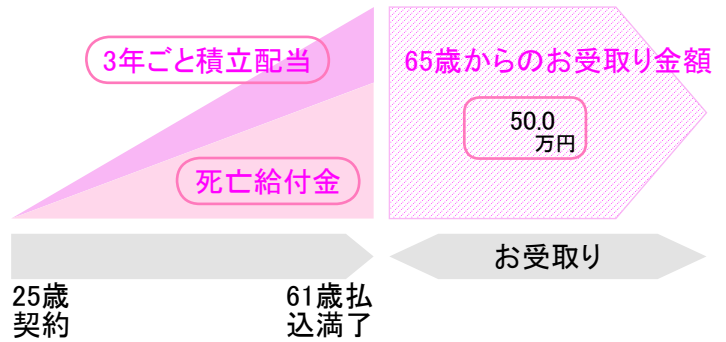 3年ごと積立配当
65歳からのお受取り金額
50.0
万円
死亡給付金
お受取り
25歳
契約
61歳払
込満了